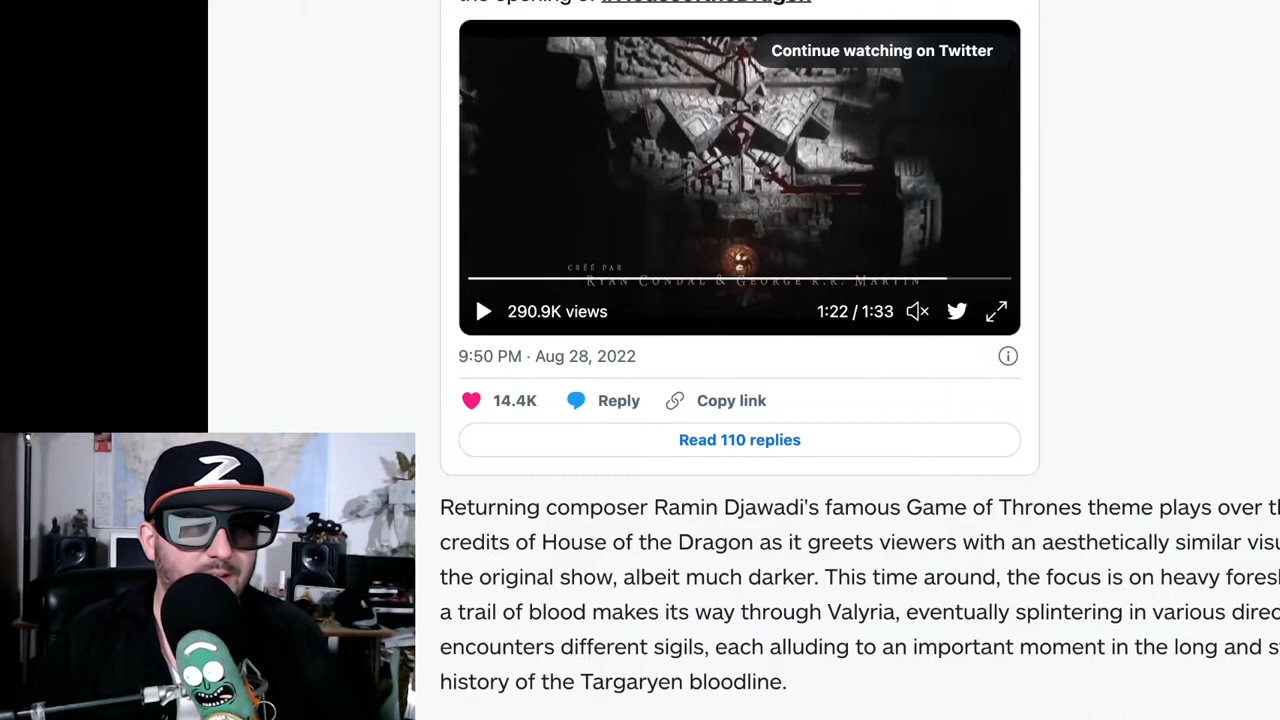 Continue watching on Twitter
CRÉÉ PAR
RYAN CONDAL & GEORGE R.R. MARTIN
290.9K views
1:22 / 1:33
9:50 PM · Aug 28, 2022
14.4K
Reply
Copy link
Read 110 replies
Z
Returning composer Ramin Djawadi's famous Game of Thrones theme plays over
credits of House of the Dragon as it greets viewers with an aesthetically similar
the original show, albeit much darker. This time around, the focus is on heavy
a trail of blood makes its way through Valyria, eventually splintering in various
encounters different sigils, each alluding to an important moment in the long and
history of the Targaryen bloodline.